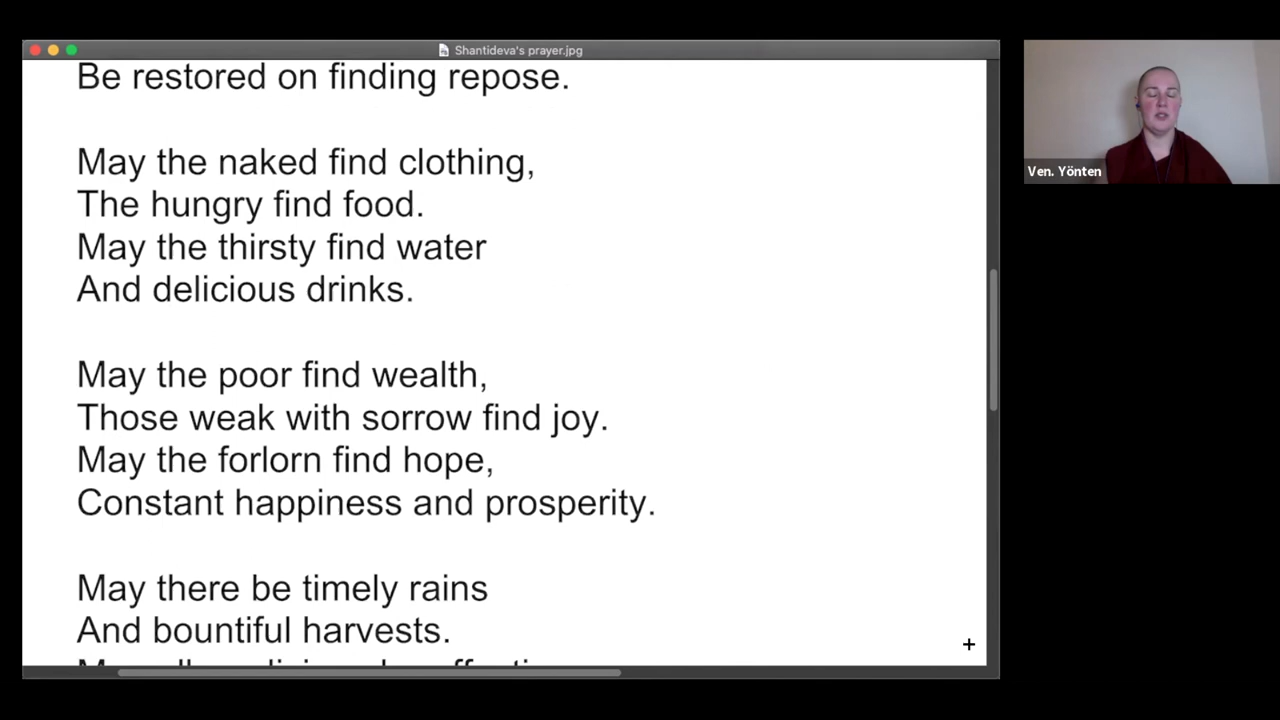 Shantideva's prayer.jpg
Be restored on finding repose.
May the naked find clothing,
The hungry find food.
May the thirsty find water
And delicious drinks.
May the poor find wealth,
Those weak with sorrow find joy.
May the forlorn find hope,
Constant happiness and prosperity.
May there be timely rains
And bountiful harvests.
Ven. Yönten